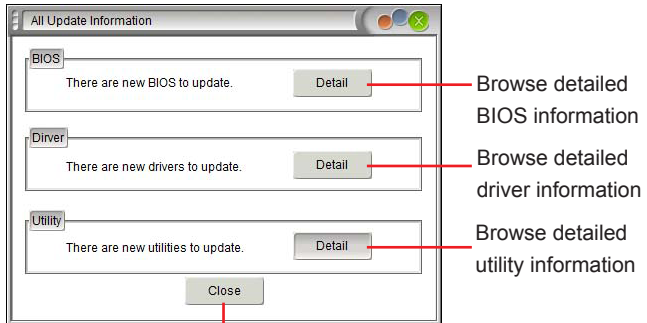 All Update Information
BIOS
There are new BIOS to update.
Detail
Browse detailed
BIOS information
Dirver
There are new drivers to update.
Detail
Browse detailed
driver information
Utility
There are new utilities to update.
Detail
Browse detailed
utility information
Close